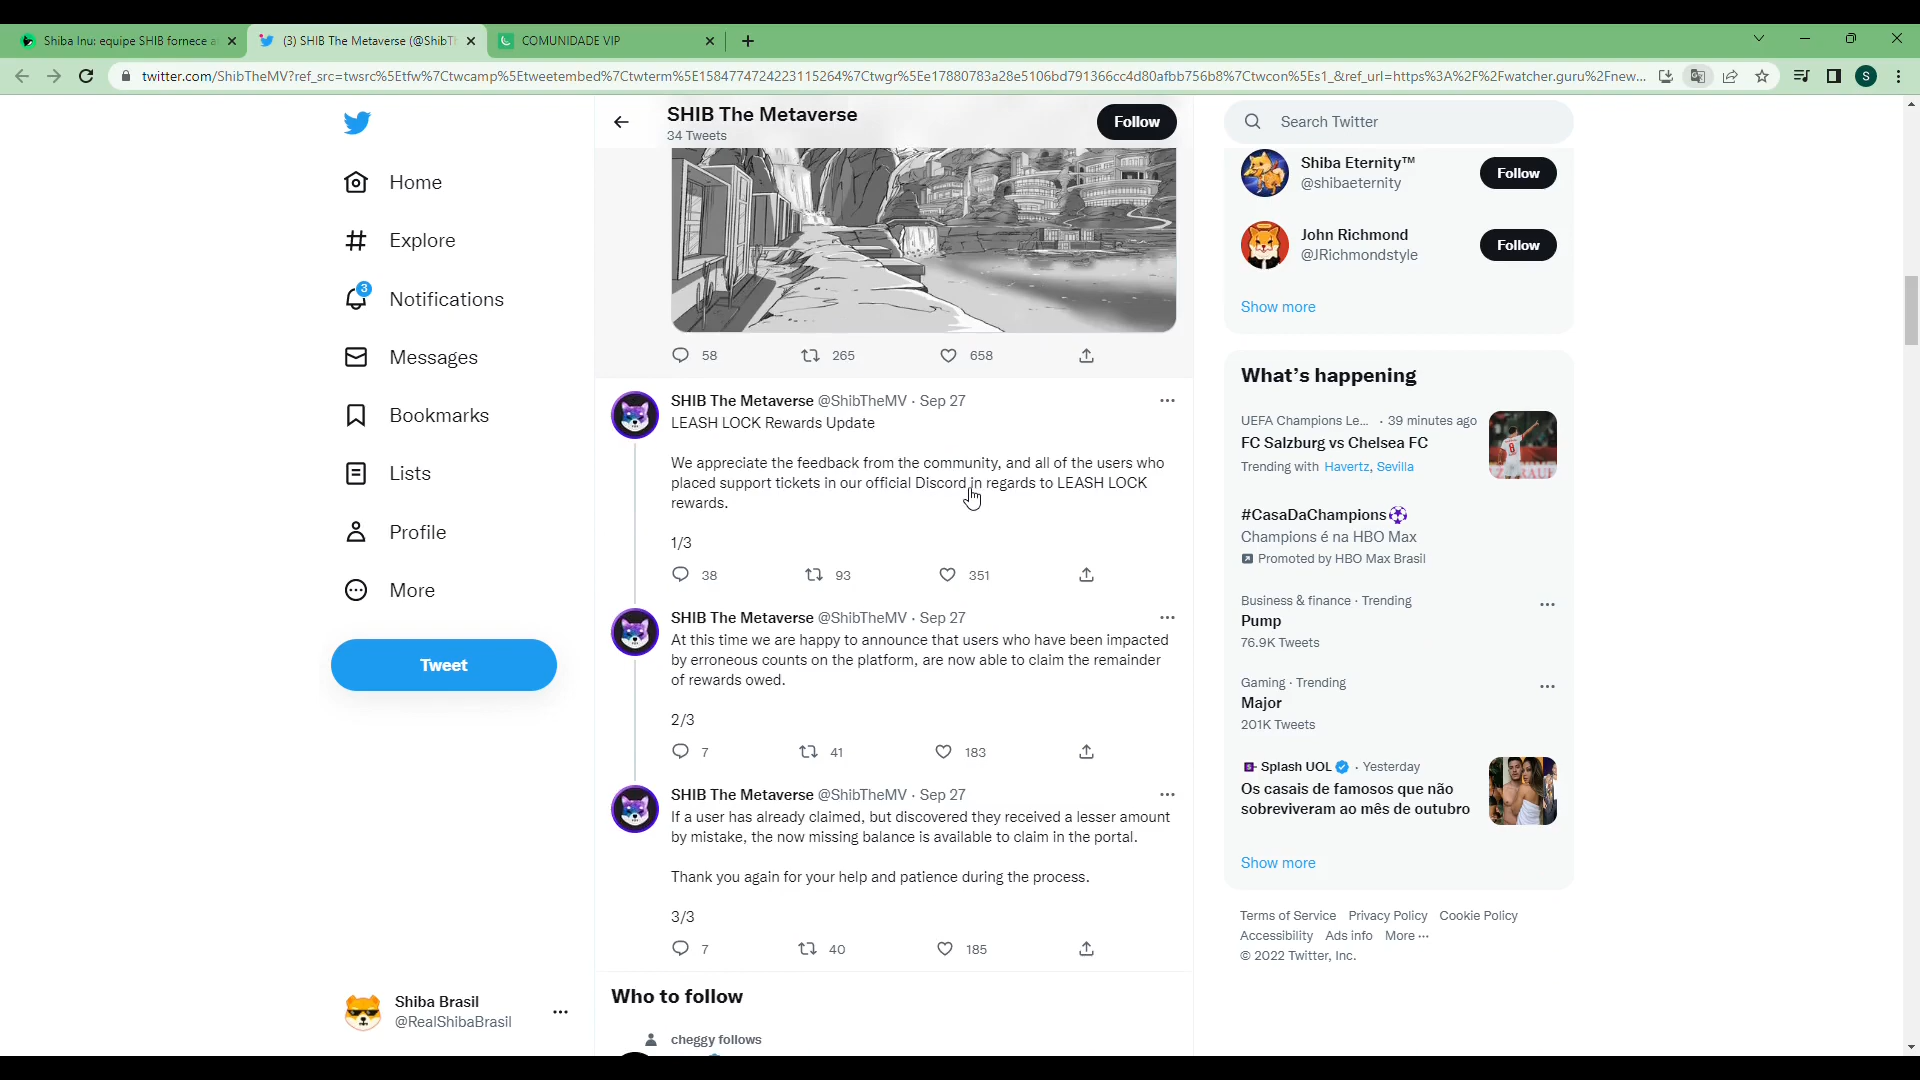 Shiba Inu: equipe SHIB fornece a
(3) SHIB The Metaverse (@ShibT
COMUNIDADE VIP
twitter.com/ShibTheMV?ref_src=twsrc%5Etfw%7Ctwcamp%5Etweetembed%7Ctwterm%5E1584774724223115264%7Ctwgr%5Ee17880783a28e5106bd791366cc4d80afbb756b8%7Ctwcon%5Es1_&ref_url=https%3A%2F%2Fwatcher.guru%2Fnew...
S
SHIB The Metaverse
34 Tweets
Follow
Home
Explore
3
Notifications
Messages
Bookmarks
Lists
Profile
More
Tweet
Shiba Brasil
@RealShibaBrasil
58
265
658
SHIB The Metaverse @ShibTheMV · Sep 27
LEASH LOCK Rewards Update
We appreciate the feedback from the community, and all of the users who
placed support tickets in our official Discord in regards to LEASH LOCK
rewards.
1/3
38
93
351
SHIB The Metaverse @ShibTheMV · Sep 27
At this time we are happy to announce that users who have been impacted
by erroneous counts on the platform, are now able to claim the remainder
of rewards owed.
2/3
7
41
183
SHIB The Metaverse @ShibTheMV · Sep 27
If a user has already claimed, but discovered they received a lesser amount
by mistake, the now missing balance is available to claim in the portal.
Thank you again for your help and patience during the process.
3/3
7
40
185
Who to follow
cheggy follows
Search Twitter
Shiba Eternity™
@shibaeternity
Follow
John Richmond
@JRichmondstyle
Follow
Show more
What's happening
UEFA Champions Le... · 39 minutes ago
FC Salzburg vs Chelsea FC
Trending with Havertz, Sevilla
#CasaDaChampions
Champions é na HBO Max
Promoted by HBO Max Brasil
Business & finance · Trending
Pump
76.9K Tweets
Gaming · Trending
Major
201K Tweets
Splash UOL · Yesterday
Os casais de famosos que não
sobreviveram ao mês de outubro
Show more
Terms of Service Privacy Policy Cookie Policy
Accessibility Ads info More ···
© 2022 Twitter, Inc.